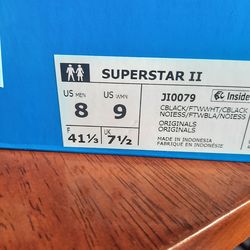 SUPERSTAR II
US MEN
8
US WMN
9
F
41⅓
UK
7½
JI0079
Inside
CBLACK/FTWWHT/CBLACK
NOIESS/FTWBLA/NOIESS
ORIGINALS
ORIGINALS
MADE IN INDONESIA
FABRIQUÉ EN INDONÉSIE